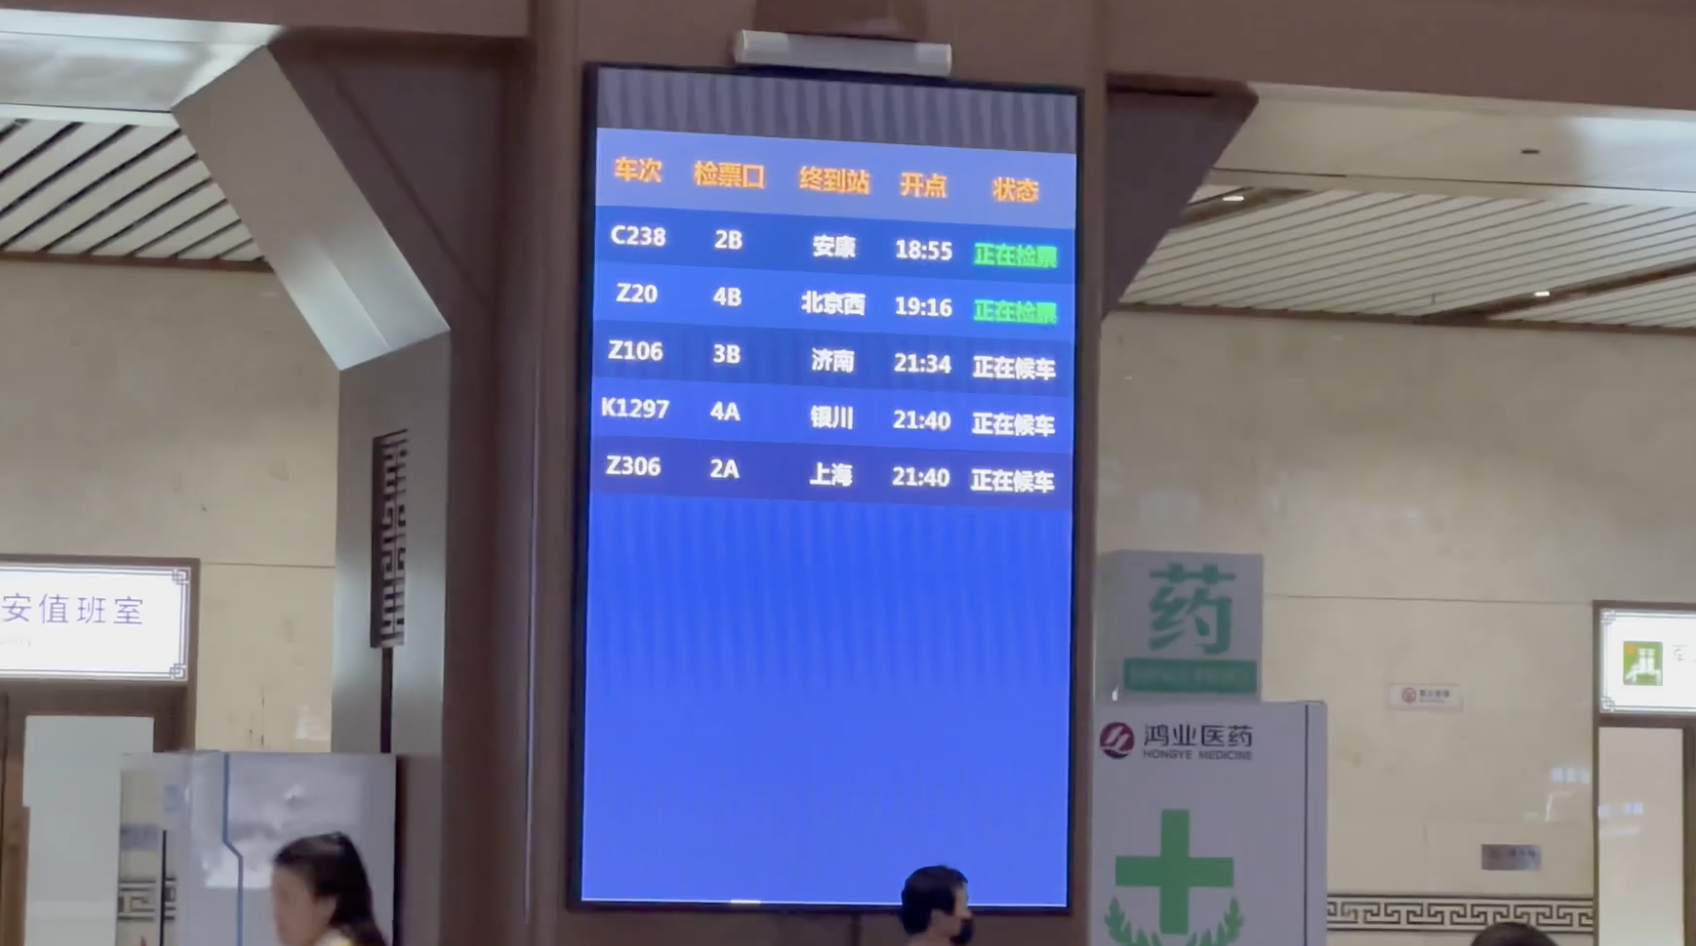 车次 检票口 终到站 开点 状态
C238 2B 安康 18:55 正在检票
Z20 4B 北京西 19:16 正在检票
Z106 3B 济南 21:34 正在候车
K1297 4A 银川 21:40 正在候车
Z306 2A 上海 21:40 正在候车
安值班室
药
鸿业医药
HONGYE MEDICINE